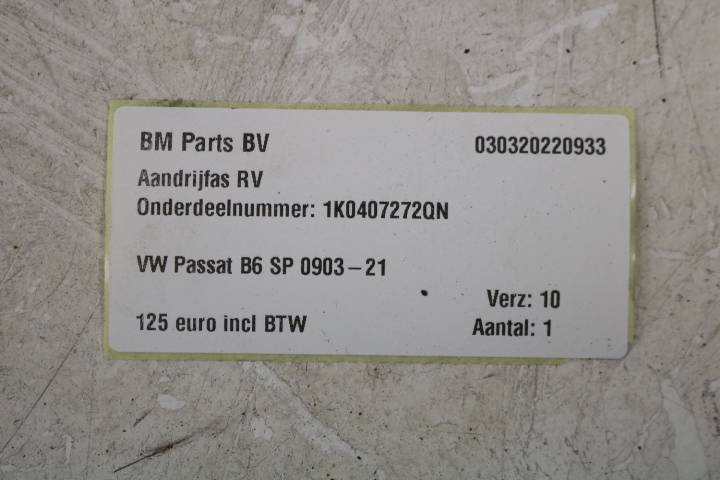 BM Parts BV 030320220933
Aandrijfas RV
Onderdeelnummer: 1K0407272QN
VW Passat B6 SP 0903-21
Verz: 10
125 euro incl BTW Aantal: 1